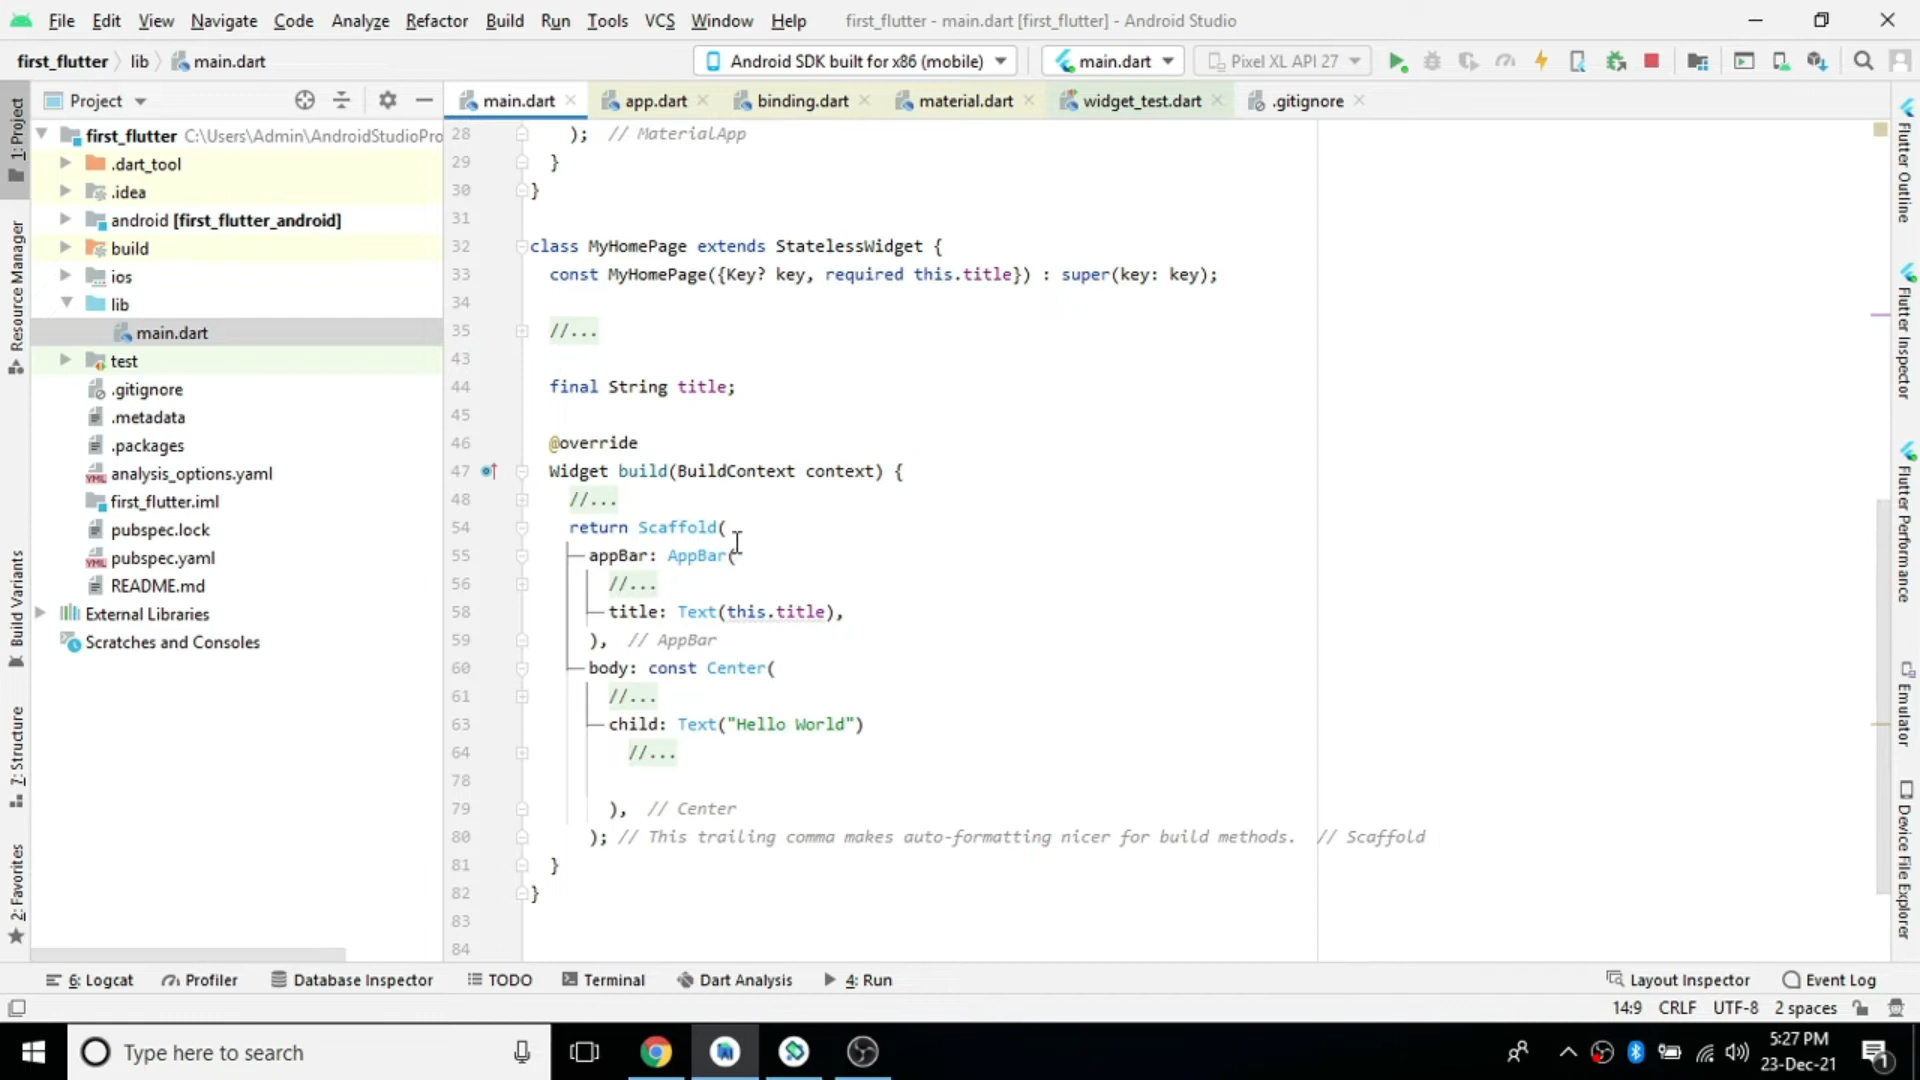 File Edit View Navigate Code Analyze Refactor Build Run Tools VCS Window Help first_flutter - main.dart [first_flutter] - Android Studio
first_flutter lib main.dart Android SDK built for x86 (mobile) main.dart Pixel XL API 27
Project main.dart app.dart binding.dart material.dart widget_test.dart .gitignore
first_flutter C:\Users\Admin\AndroidStudioPro
.dart_tool
.idea
android [first_flutter_android]
build
ios
lib
main.dart
test
.gitignore
.metadata
.packages
analysis_options.yaml
first_flutter.iml
pubspec.lock
pubspec.yaml
README.md
External Libraries
Scratches and Consoles
1: Project
Resource Manager
Build Variants
7: Structure
2: Favorites
28 ); // MaterialApp
29 }
30 }
31
32 class MyHomePage extends StatelessWidget {
33 const MyHomePage({Key? key, required this.title}) : super(key: key);
34
35 //...
43
44 final String title;
45
46 @override
47 Widget build(BuildContext context) {
48 //...
54 return Scaffold(
55 appBar: AppBar(
56 //...
58 title: Text(this.title),
59 ), // AppBar
60 body: const Center(
61 //...
63 child: Text("Hello World")
64 //...
78
79 ), // Center
80 ); // This trailing comma makes auto-formatting nicer for build methods. // Scaffold
81 }
82 }
83
84
Flutter Outline
Flutter Inspector
Flutter Performance
Emulator
Device File Explorer
6: Logcat Profiler Database Inspector TODO Terminal Dart Analysis 4: Run Layout Inspector Event Log
14:9 CRLF UTF-8 2 spaces
Type here to search
5:27 PM
23-Dec-21
1